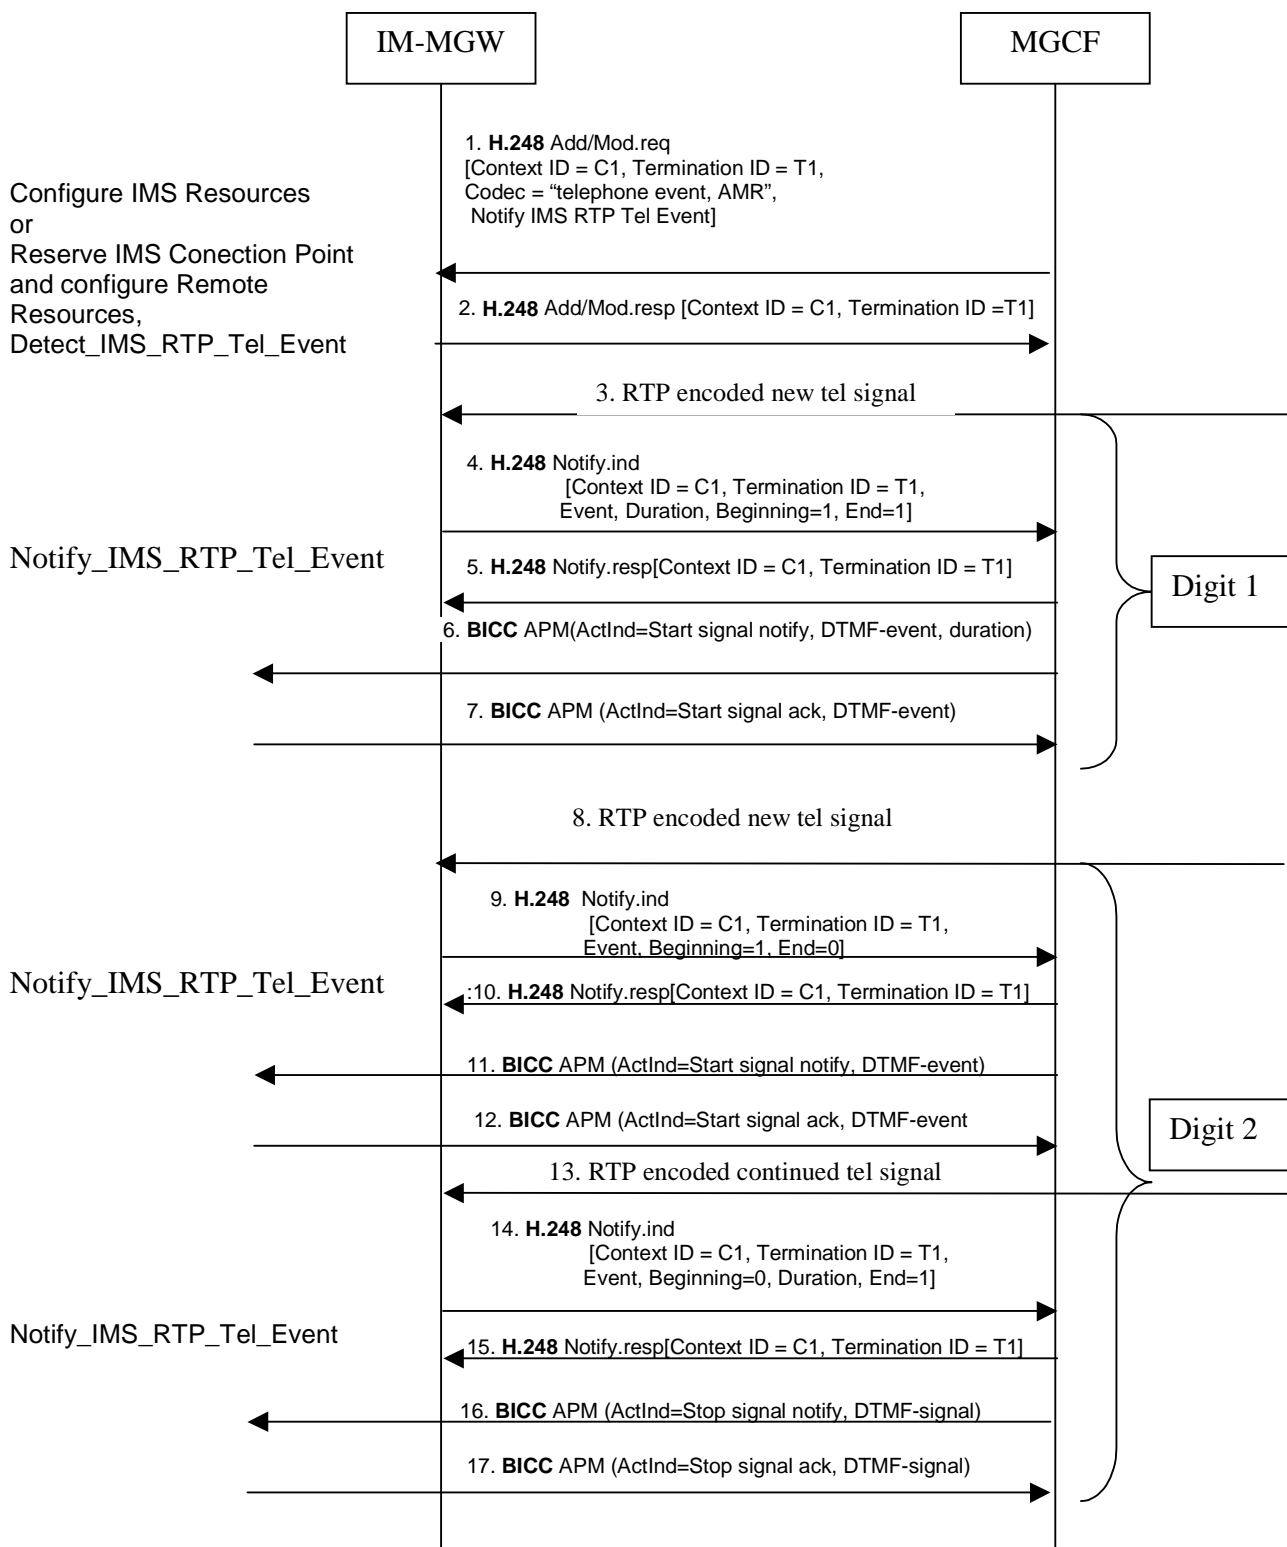 IM-MGW
MGCF
1. H.248 Add/Mod.req
[Context ID = C1, Termination ID = T1,
Codec = “telephone event, AMR”,
Notify IMS RTP Tel Event]
Configure IMS Resources
or
Reserve IMS Conection Point
and configure Remote
Resources,
Detect_IMS_RTP_Tel_Event
2. H.248 Add/Mod.resp [Context ID = C1, Termination ID =T1]
3. RTP encoded new tel signal
4. H.248 Notify.ind
[Context ID = C1, Termination ID = T1,
Event, Duration, Beginning=1, End=1]
Notify_IMS_RTP_Tel_Event
5. H.248 Notify.resp[Context ID = C1, Termination ID = T1]
Digit 1
6. BICC APM(ActInd=Start signal notify, DTMF-event, duration)
7. BICC APM (ActInd=Start signal ack, DTMF-event)
8. RTP encoded new tel signal
9. H.248 Notify.ind
[Context ID = C1, Termination ID = T1,
Event, Beginning=1, End=0]
Notify_IMS_RTP_Tel_Event
:10. H.248 Notify.resp[Context ID = C1, Termination ID = T1]
11. BICC APM (ActInd=Start signal notify, DTMF-event)
12. BICC APM (ActInd=Start signal ack, DTMF-event
Digit 2
13. RTP encoded continued tel signal
14. H.248 Notify.ind
[Context ID = C1, Termination ID = T1,
Event, Beginning=0, Duration, End=1]
Notify_IMS_RTP_Tel_Event
15. H.248 Notify.resp[Context ID = C1, Termination ID = T1]
16. BICC APM (ActInd=Stop signal notify, DTMF-signal)
17. BICC APM (ActInd=Stop signal ack, DTMF-signal)